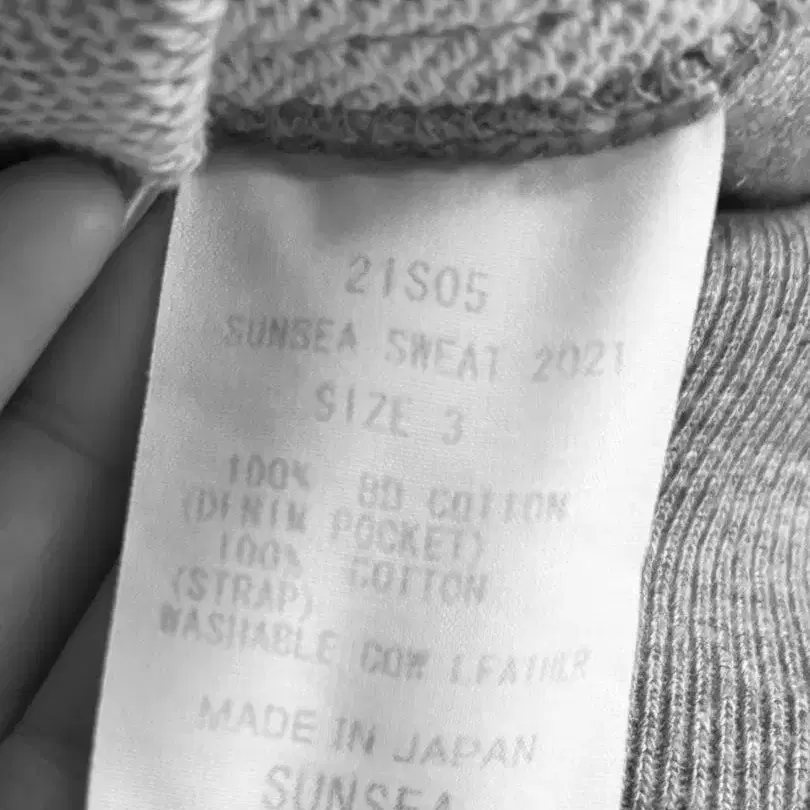 21S05
SUNSEA SWEAT 2021
SIZE 3
100% BD COTTON
(DENIM POCKET)
100% COTTON
(STRAP)
WASHABLE COW LEATHER
MADE IN JAPAN
SUNSEA